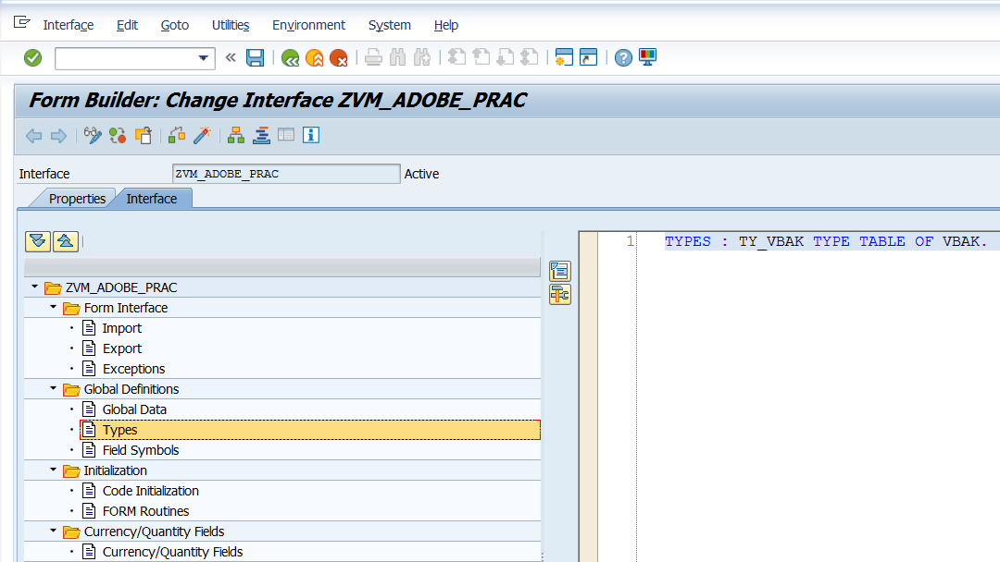 Interface Edit Goto Utilities Environment System Help
Form Builder: Change Interface ZVM_ADOBE_PRAC
Interface ZVM_ADOBE_PRAC Active
Properties Interface
1 TYPES : TY_VBAK TYPE TABLE OF VBAK.
ZVM_ADOBE_PRAC
Form Interface
Import
Export
Exceptions
Global Definitions
Global Data
Types
Field Symbols
Initialization
Code Initialization
FORM Routines
Currency/Quantity Fields
Currency/Quantity Fields